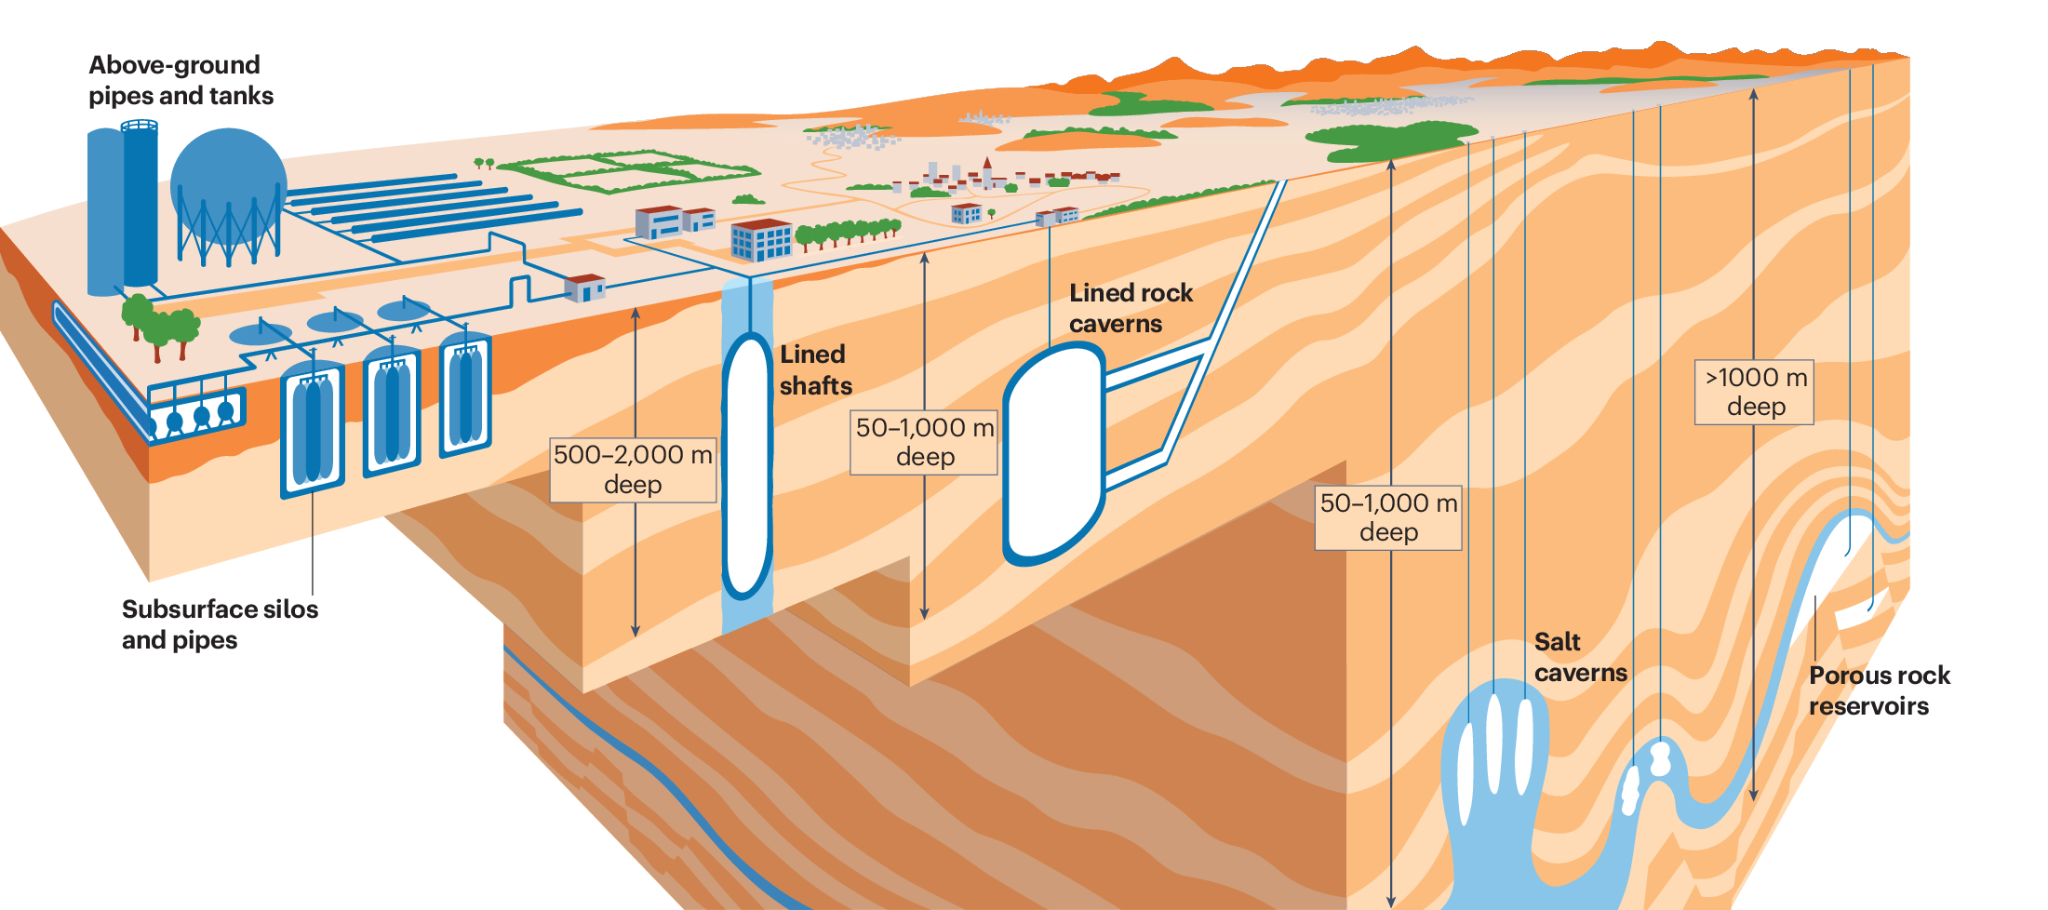 Above-ground
pipes and tanks
Lined rock
caverns
Lined
shafts
>1000 m
deep
50–1,000 m
deep
500–2,000 m
deep
50–1,000 m
deep
Subsurface silos
and pipes
Salt
caverns
Porous rock
reservoirs